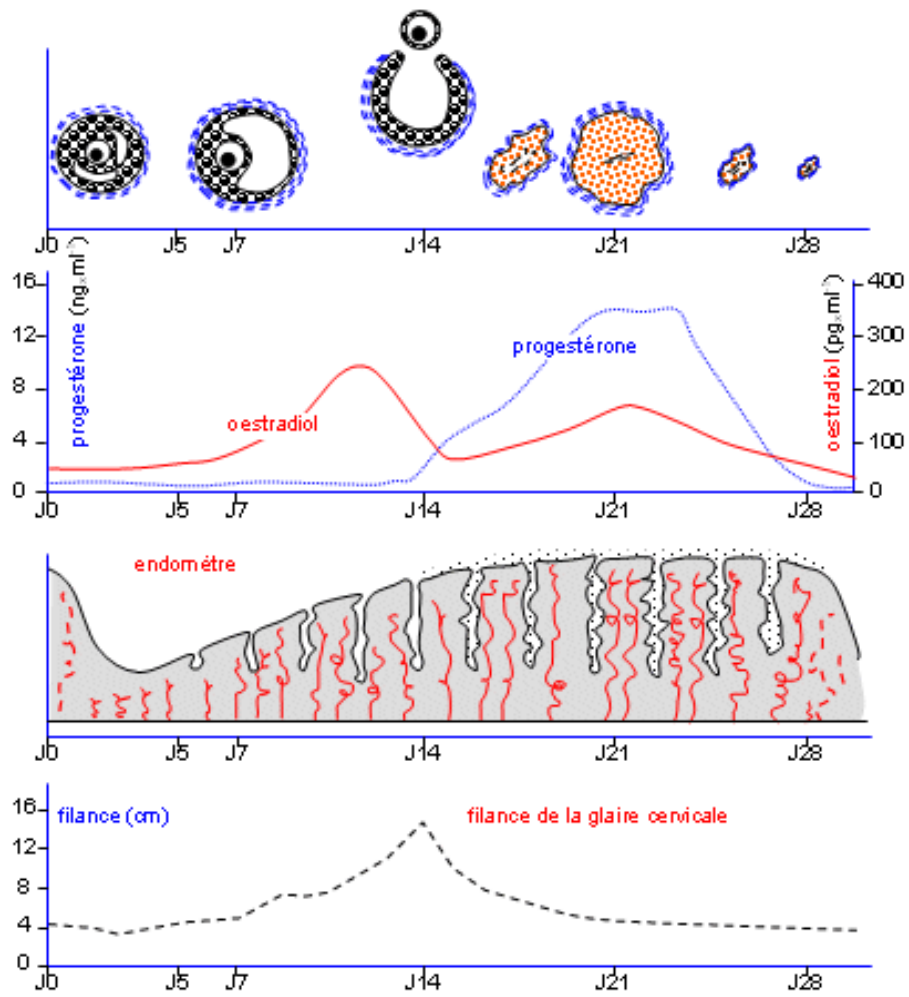 J0 J5 J7 J14 J21 J28
progestérone (ng×ml⁻¹)
16
12
8
4
0
oestradiol
progestérone
oestradiol (pg×ml⁻¹)
400
300
200
100
0
J0 J5 J7 J14 J21 J28
endométre
J0 J5 J7 J14 J21 J28
filance (cm)
filance de la glaire cervicale
16
12
8
4
0
J0 J5 J7 J14 J21 J28